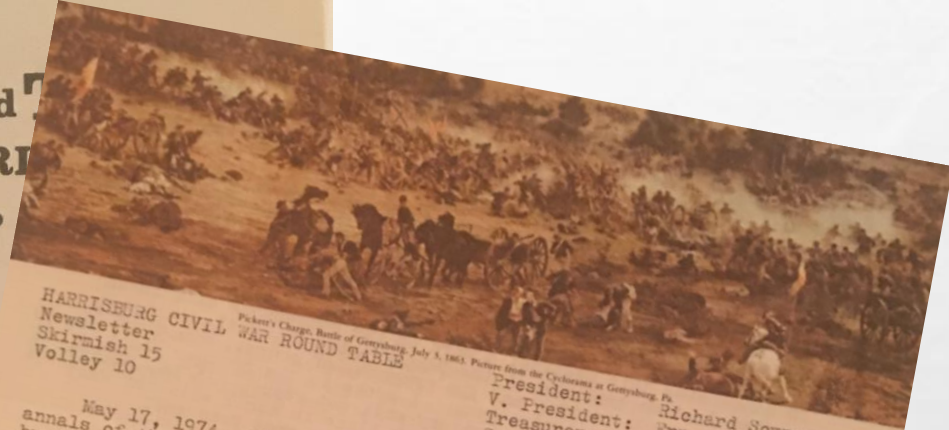 HARRISBURG CIVIL WAR ROUND TABLE
Newsletter
Skirmish 15
Volley 10
Pickett's Charge, Battle of Gettysburg, July 3, 1863. Picture from the Cyclorama at Gettysburg, Pa.
President: Richard
V. President:
May 17, 1974
annals of